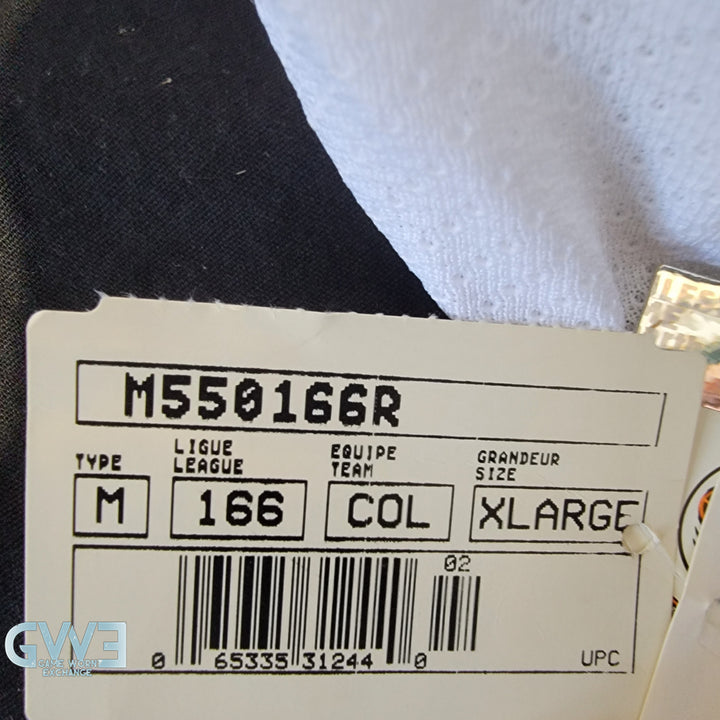 M550166R
TYPE
M
LIGUE
LEAGUE
166
EQUIPE
TEAM
COL
GRANDEUR
SIZE
XLARGE
02
0 65335 31244 0
UPC
GWE
GAME WORN
EXCHANGE